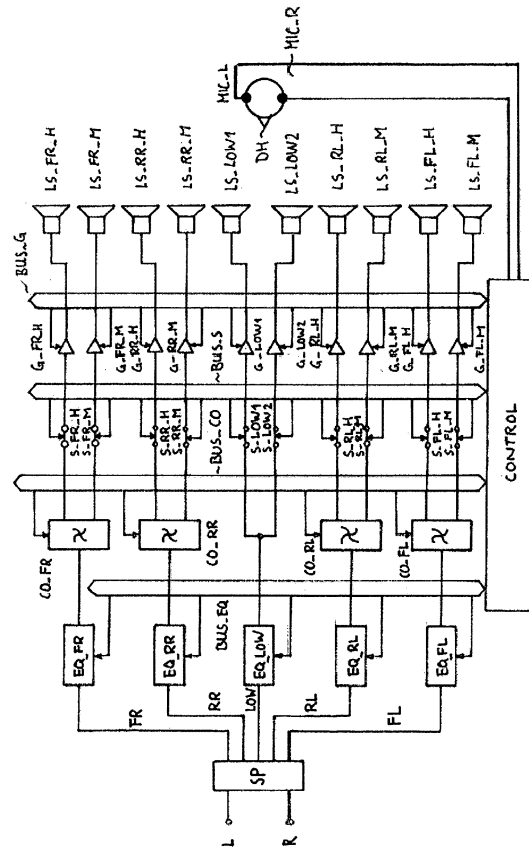 L
R
SP
FR
RR
LOW
RL
FL
EQ_FR
EQ_RR
EQ_LOW
EQ_RL
EQ_FL
BUS_EQ
CO_FR
CO_RR
CO_RL
CO_FL
BUS_CO
S_FR_H
S_FR_M
S_RR_H
S_RR_M
S_LOW1
S_LOW2
S_RL_H
S_RL_M
S_FL_H
S_FL_M
BUS_S
G_FR_H
G_FR_M
G_RR_H
G_RR_M
G_LOW1
G_LOW2
G_RL_H
G_RL_M
G_FL_H
G_FL_M
BUS_G
LS_FR_H
LS_FR_M
LS_RR_H
LS_RR_M
LS_LOW1
LS_LOW2
LS_RL_H
LS_RL_M
LS_FL_H
LS_FL_M
DH
MIC_L
MIC_R
CONTROL